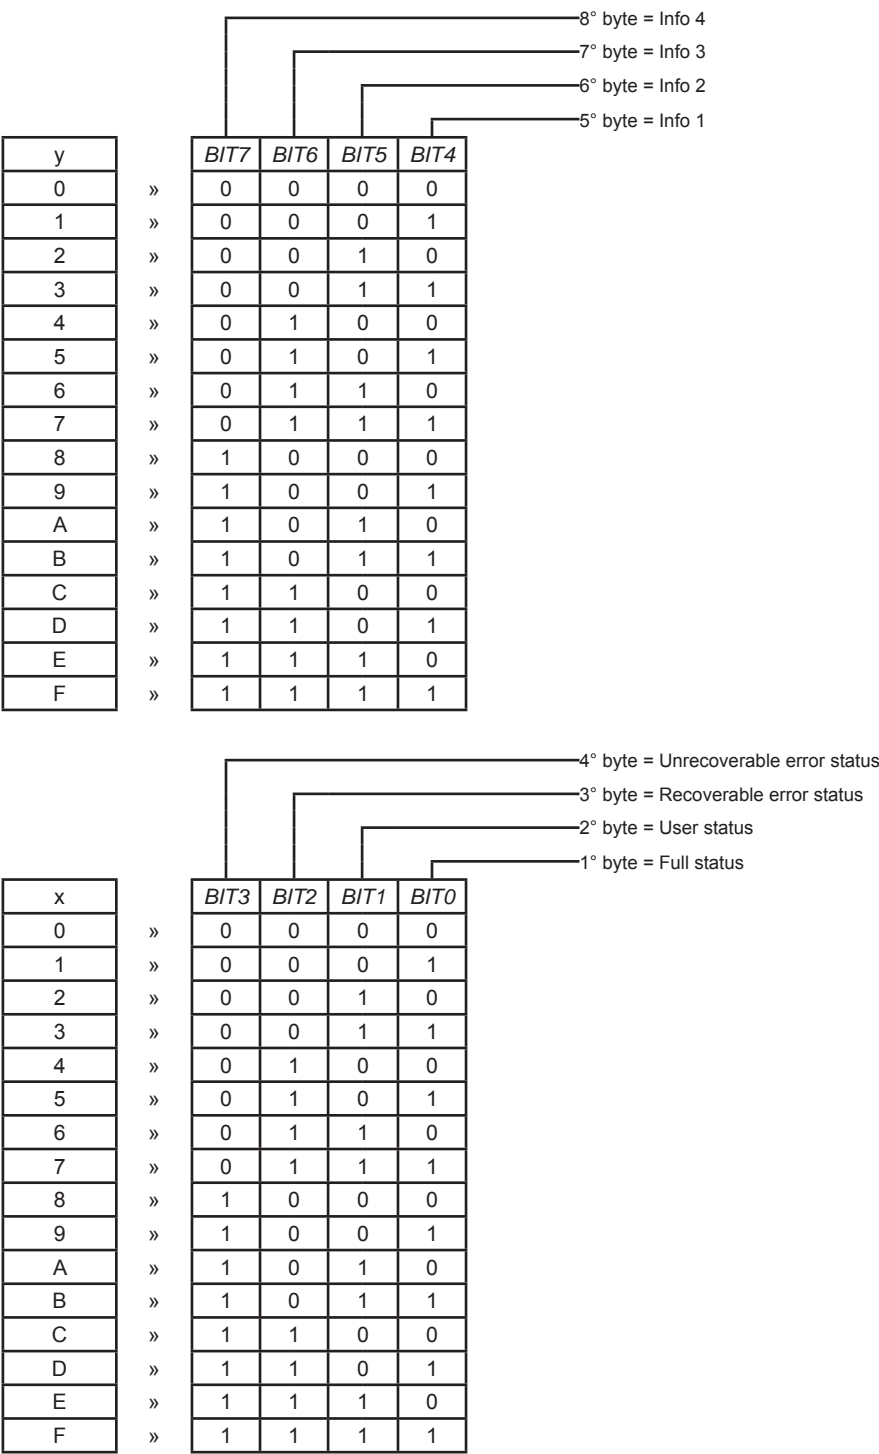 8° byte = Info 4
7° byte = Info 3
6° byte = Info 2
5° byte = Info 1
y BIT7 BIT6 BIT5 BIT4
0 » 0 0 0 0
1 » 0 0 0 1
2 » 0 0 1 0
3 » 0 0 1 1
4 » 0 1 0 0
5 » 0 1 0 1
6 » 0 1 1 0
7 » 0 1 1 1
8 » 1 0 0 0
9 » 1 0 0 1
A » 1 0 1 0
B » 1 0 1 1
C » 1 1 0 0
D » 1 1 0 1
E » 1 1 1 0
F » 1 1 1 1
4° byte = Unrecoverable error status
3° byte = Recoverable error status
2° byte = User status
1° byte = Full status
x BIT3 BIT2 BIT1 BIT0
0 » 0 0 0 0
1 » 0 0 0 1
2 » 0 0 1 0
3 » 0 0 1 1
4 » 0 1 0 0
5 » 0 1 0 1
6 » 0 1 1 0
7 » 0 1 1 1
8 » 1 0 0 0
9 » 1 0 0 1
A » 1 0 1 0
B » 1 0 1 1
C » 1 1 0 0
D » 1 1 0 1
E » 1 1 1 0
F » 1 1 1 1